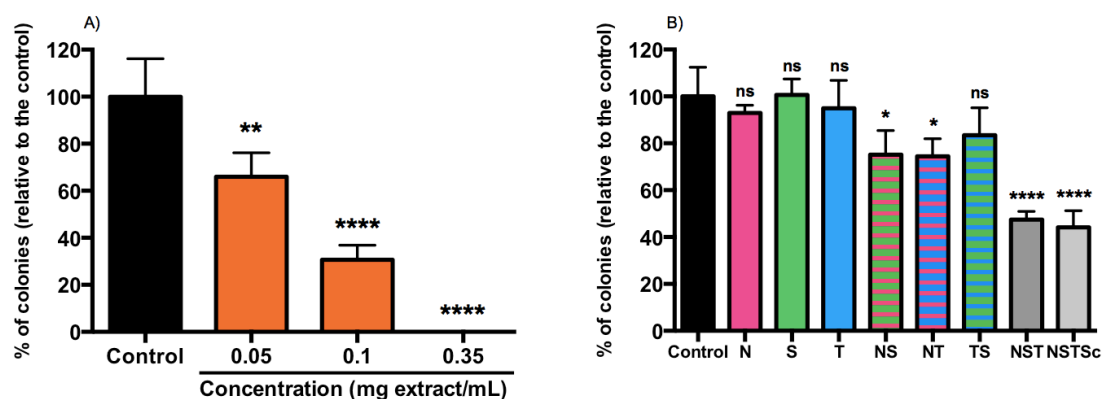 A)
% of colonies (relative to the control)
120
100
80
60
40
20
0
**
****
****
Control 0.05 0.1 0.35
Concentration (mg extract/mL)
B)
% of colonies (relative to the control)
120
100
80
60
40
20
0
ns ns ns * * ns **** ****
Control N S T NS NT TS NST NSTSc